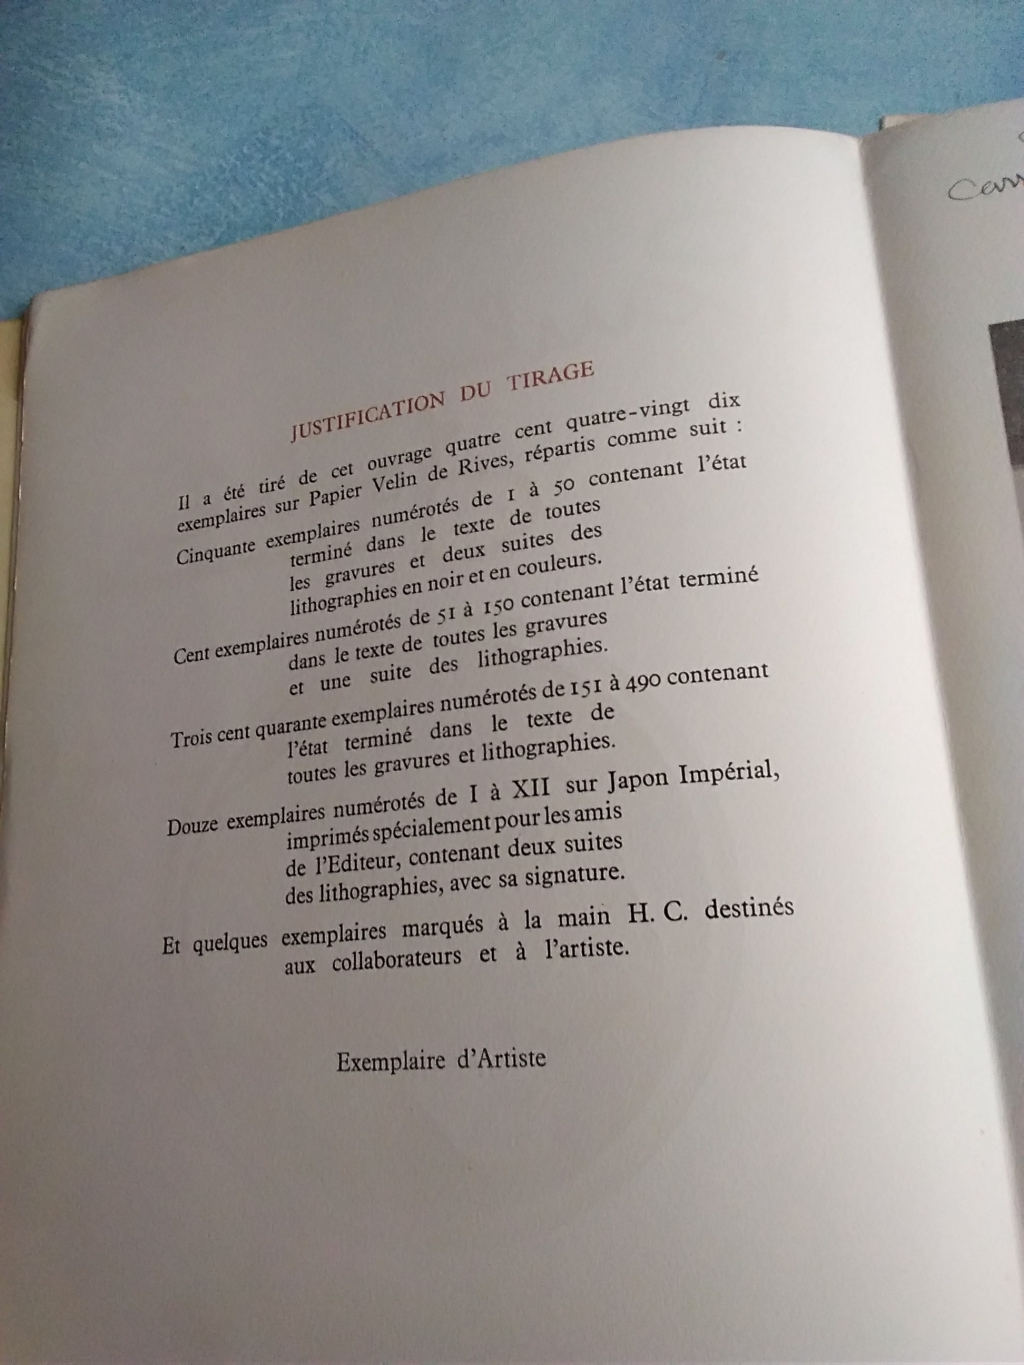 JUSTIFICATION DU TIRAGE
Il a été tiré de cet ouvrage quatre cent quatre-vingt dix
exemplaires sur Papier Velin de Rives, répartis comme suit :
Cinquante exemplaires numérotés de 1 à 50 contenant l'état
terminé dans le texte de toutes
les gravures et deux suites des
lithographies en noir et en couleurs.
Cent exemplaires numérotés de 51 à 150 contenant l'état terminé
dans le texte de toutes les gravures
et une suite des lithographies.
Trois cent quarante exemplaires numérotés de 151 à 490 contenant
l'état terminé dans le texte de
toutes les gravures et lithographies.
Douze exemplaires numérotés de I à XII sur Japon Impérial,
imprimés spécialement pour les amis
de l'Editeur, contenant deux suites
des lithographies, avec sa signature.
Et quelques exemplaires marqués à la main H. C. destinés
aux collaborateurs et à l'artiste.
Exemplaire d'Artiste